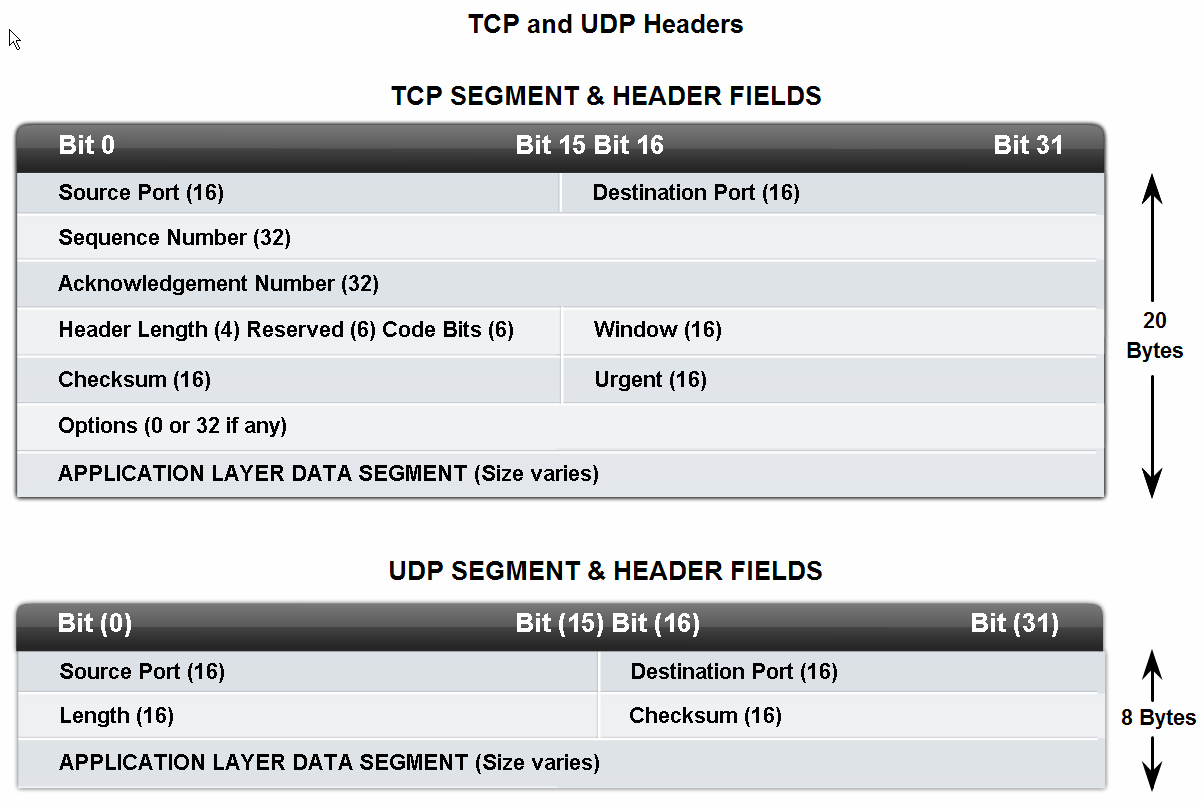 TCP and UDP Headers
TCP SEGMENT & HEADER FIELDS
Bit 0 Bit 15 Bit 16 Bit 31
Source Port (16) Destination Port (16)
Sequence Number (32)
Acknowledgement Number (32)
Header Length (4) Reserved (6) Code Bits (6) Window (16)
Checksum (16) Urgent (16)
Options (0 or 32 if any)
APPLICATION LAYER DATA SEGMENT (Size varies)
20
Bytes
UDP SEGMENT & HEADER FIELDS
Bit (0) Bit (15) Bit (16) Bit (31)
Source Port (16) Destination Port (16)
Length (16) Checksum (16)
APPLICATION LAYER DATA SEGMENT (Size varies)
8 Bytes